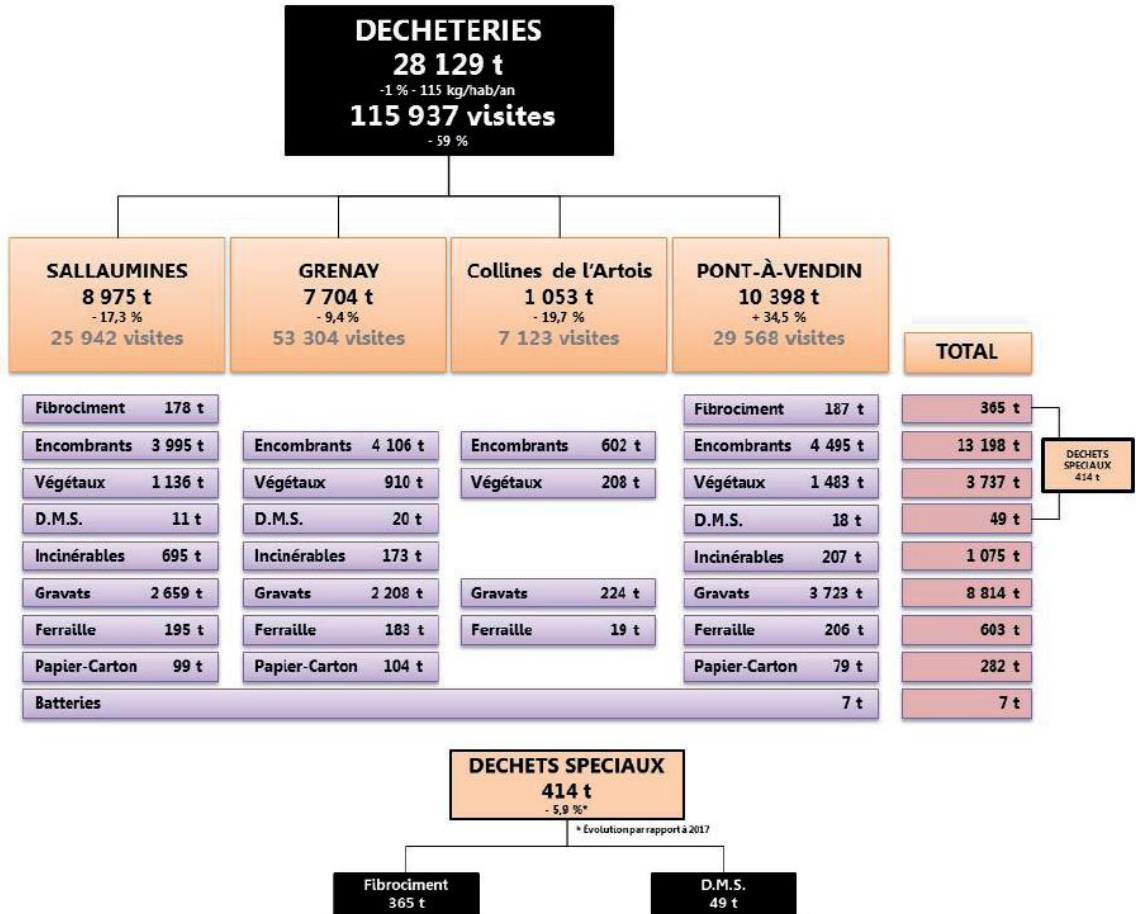 DECHETERIES
28 129 t
-1 % - 115 kg/hab/an
115 937 visites
- 59 %
SALLAUMINES
8 975 t
- 17,3 %
25 942 visites
GRENAY
7 704 t
- 9,4 %
53 304 visites
Collines de l'Artois
1 053 t
- 19,7 %
7 123 visites
PONT-À-VENDIN
10 398 t
+ 34,5 %
29 568 visites
TOTAL
Fibrociment 178 t
Fibrociment 187 t
365 t
Encombrants 3 995 t
Encombrants 4 106 t
Encombrants 602 t
Encombrants 4 495 t
13 198 t
DECHETS
SPECIAUX
414 t
Végétaux 1 136 t
Végétaux 910 t
Végétaux 208 t
Végétaux 1 483 t
3 737 t
D.M.S. 11 t
D.M.S. 20 t
D.M.S. 18 t
49 t
Incinérables 695 t
Incinérables 173 t
Incinérables 207 t
1 075 t
Gravats 2 659 t
Gravats 2 208 t
Gravats 224 t
Gravats 3 723 t
8 814 t
Ferraille 195 t
Ferraille 183 t
Ferraille 19 t
Ferraille 206 t
603 t
Papier-Carton 99 t
Papier-Carton 104 t
Papier-Carton 79 t
282 t
Batteries 7 t
7 t
DECHETS SPECIAUX
414 t
- 5,9 %*
* Évolution par rapport à 2017
Fibrociment
365 t
D.M.S.
49 t